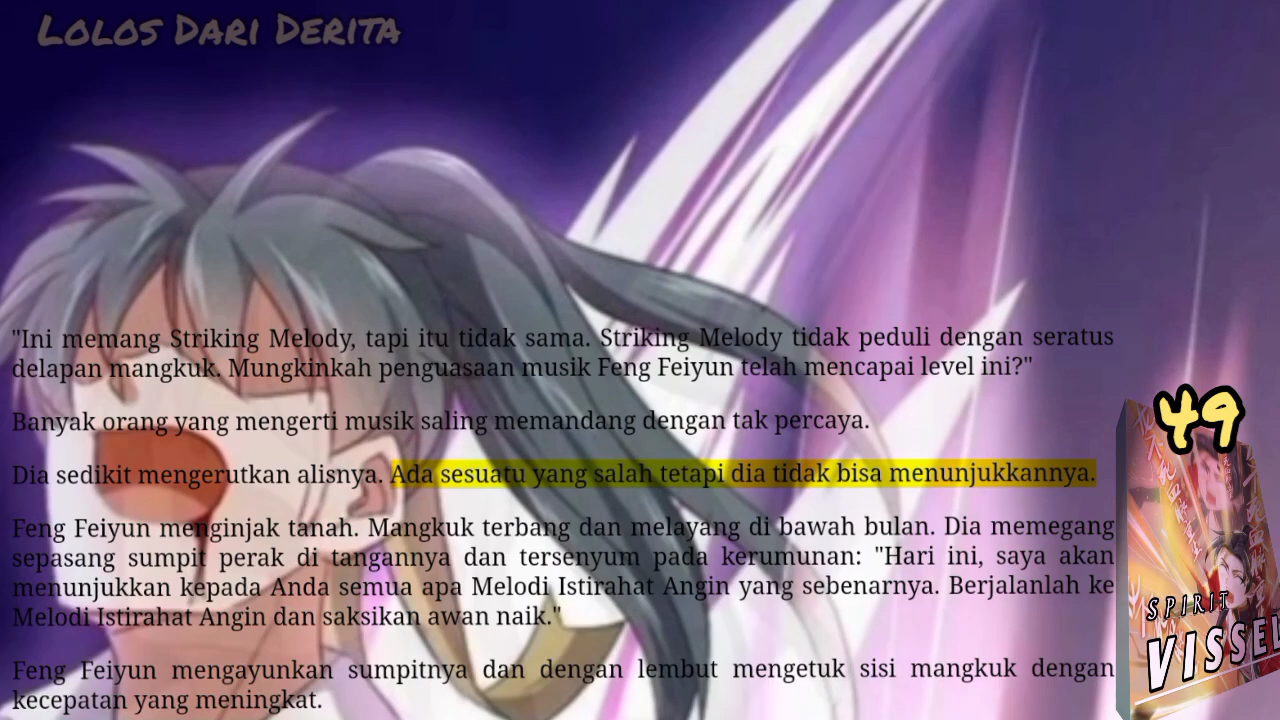 Lolos Dari Derita
"Ini memang Striking Melody, tapi itu tidak sama. Striking Melody tidak peduli dengan seratus
delapan mangkuk. Mungkinkah penguasaan musik Feng Feiyun telah mencapai level ini?"
Banyak orang yang mengerti musik saling memandang dengan tak percaya.
Dia sedikit mengerutkan alisnya. Ada sesuatu yang salah tetapi dia tidak bisa menunjukkannya.
Feng Feiyun menginjak tanah. Mangkuk terbang dan melayang di bawah bulan. Dia memegang
sepasang sumpit perak di tangannya dan tersenyum pada kerumunan: "Hari ini, saya akan
menunjukkan kepada Anda semua apa Melodi Istirahat Angin yang sebenarnya. Berjalanlah ke
Melodi Istirahat Angin dan saksikan awan naik."
Feng Feiyun mengayunkan sumpitnya dan dengan lembut mengetuk sisi mangkuk dengan
kecepatan yang meningkat.
49
SPIRIT
VISSEL